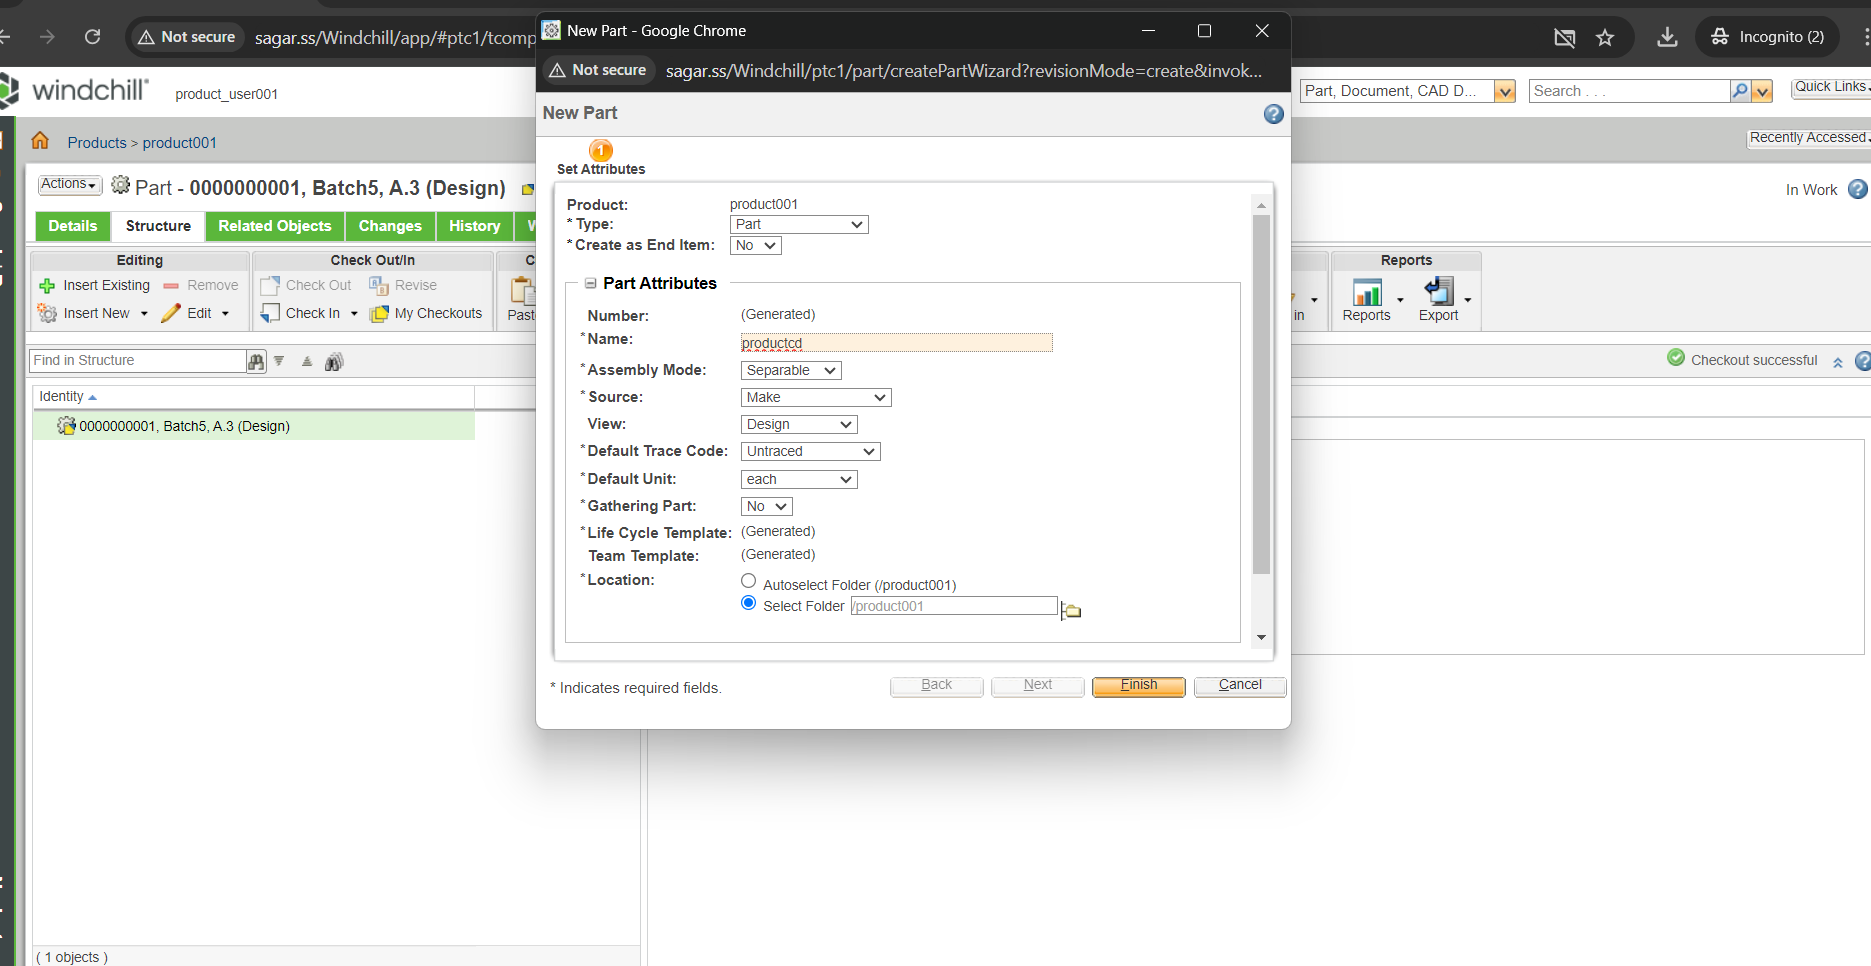 New Part - Google Chrome
Not secure
sagar.ss/Windchill/app/#ptc1/tcomp
Not secure
sagar.ss/Windchill/ptc1/part/createPartWizard?revisionMode=create&invok...
Incognito (2)
windchill
product_user001
Part, Document, CAD D...
Search . . .
Quick Links
Products > product001
Recently Accessed
Actions
Part - 0000000001, Batch5, A.3 (Design)
In Work
Details
Structure
Related Objects
Changes
History
Editing
Insert Existing
Remove
Insert New
Edit
Check Out/In
Check Out
Revise
Check In
My Checkouts
C
Past
in
Reports
Reports
Export
Find in Structure
Checkout successful
Identity
0000000001, Batch5, A.3 (Design)
( 1 objects )
New Part
1
Set Attributes
Product: product001
*Type: Part
*Create as End Item: No
Part Attributes
Number: (Generated)
*Name: productcd
*Assembly Mode: Separable
*Source: Make
View: Design
*Default Trace Code: Untraced
*Default Unit: each
*Gathering Part: No
*Life Cycle Template: (Generated)
Team Template: (Generated)
*Location: Autoselect Folder (/product001)
Select Folder /product001
* Indicates required fields.
Back
Next
Finish
Cancel